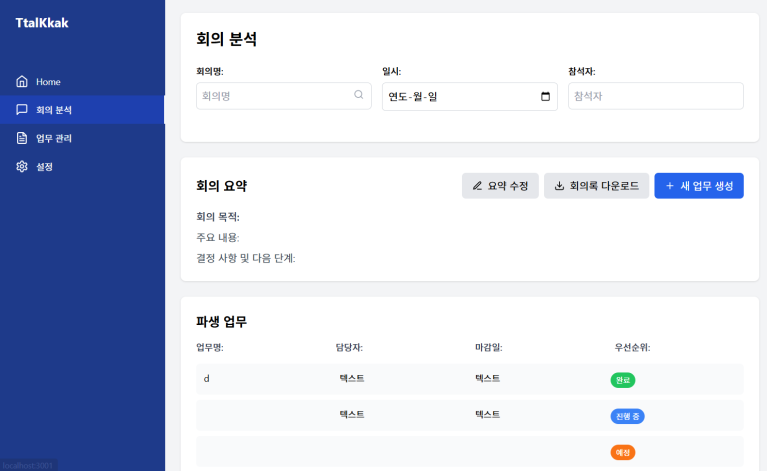 TtalKkak
Home
회의 분석
업무 관리
설정
회의 분석
회의명: 일시: 참석자:
회의명 연도-월-일 참석자
회의 요약 요약 수정 회의록 다운로드 새 업무 생성
회의 목적:
주요 내용:
결정 사항 및 다음 단계:
파생 업무
업무명: 담당자: 마감일: 우선순위:
d 텍스트 텍스트 완료
텍스트 텍스트 진행 중
예정
localhost:3001